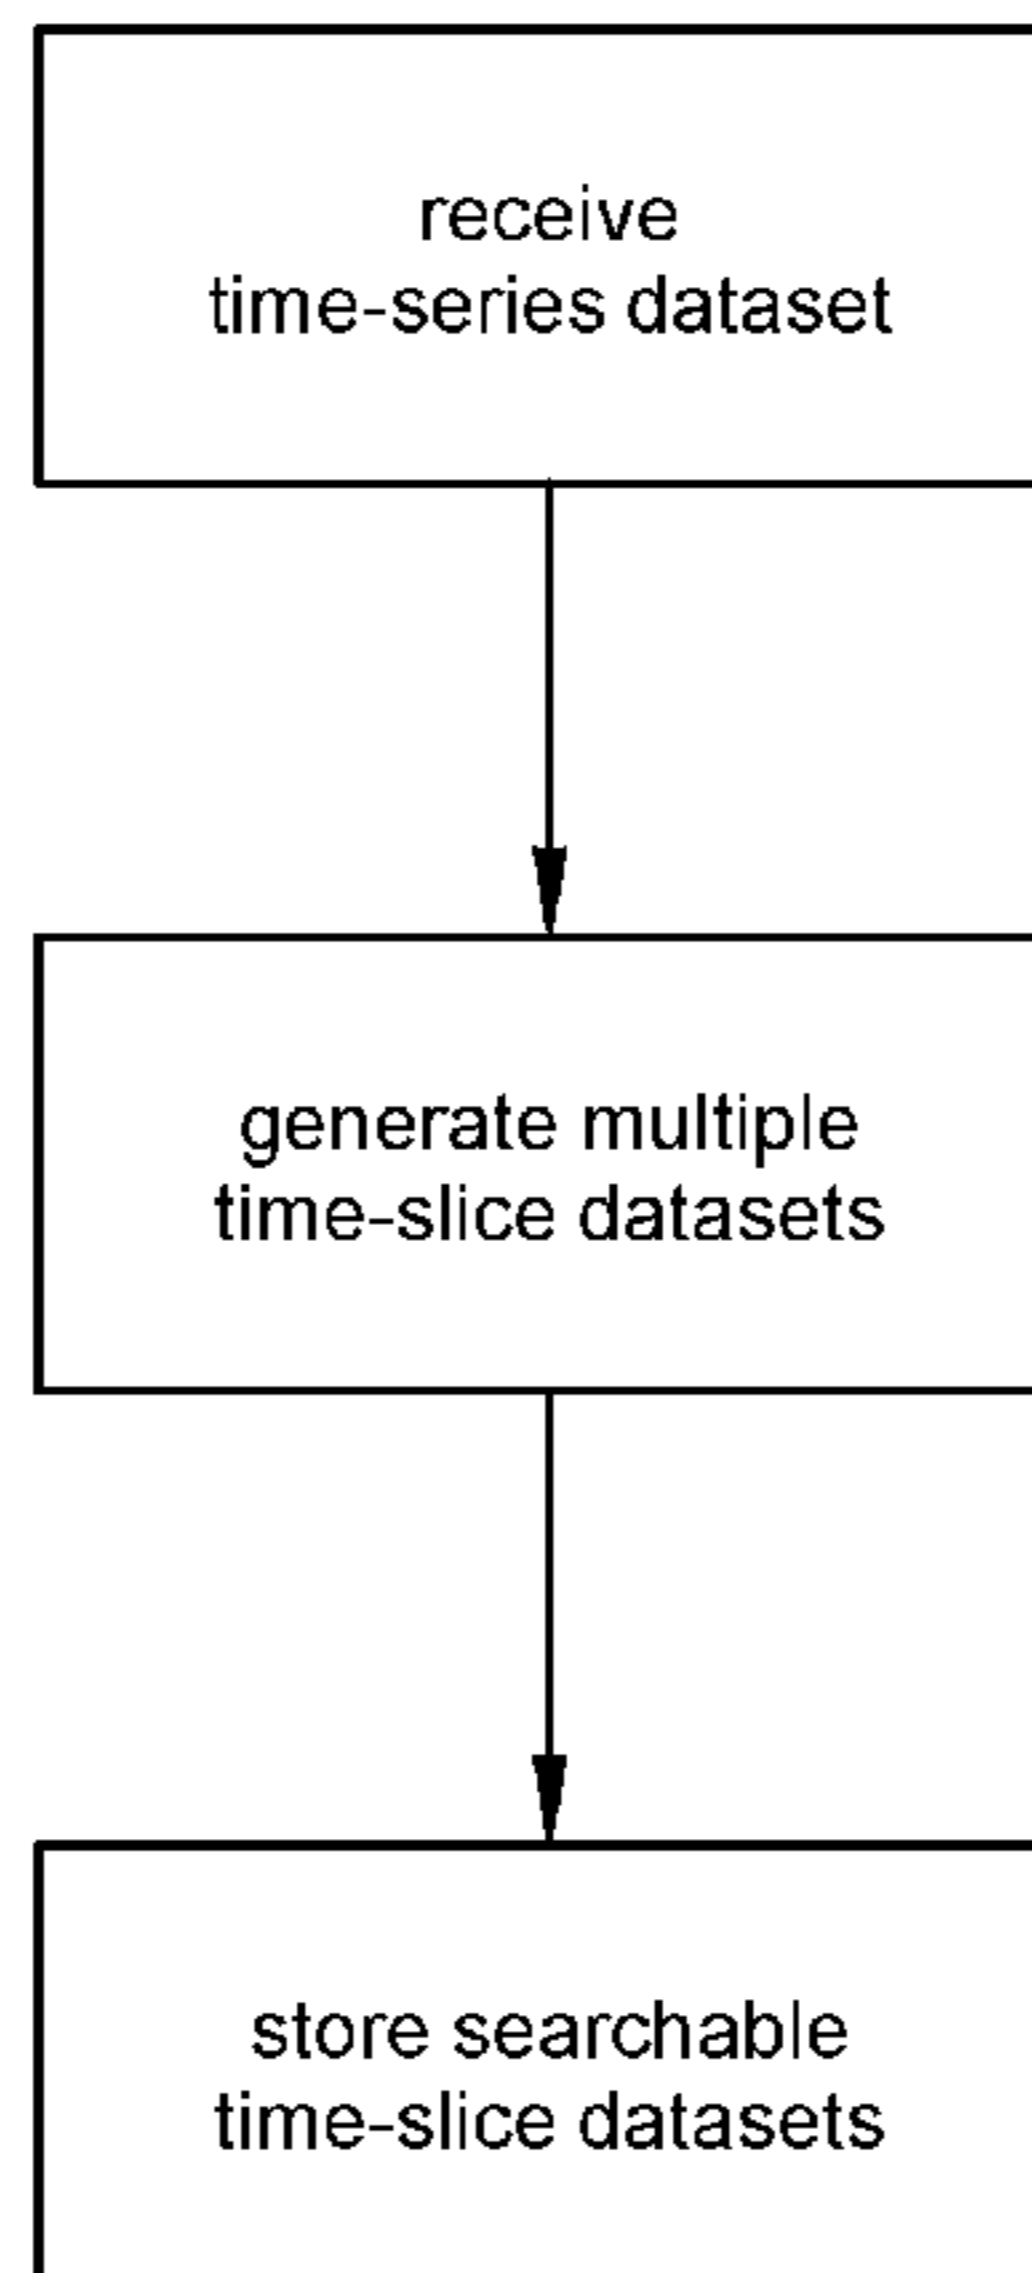 receive
time-series dataset
generate multiple
time-slice datasets
store searchable
time-slice datasets